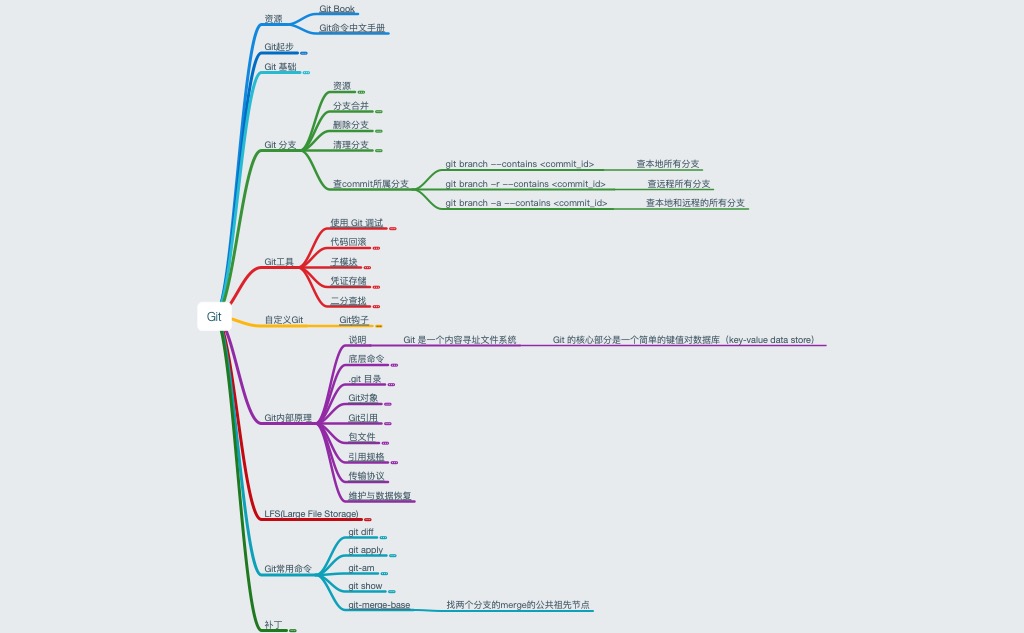 Git
资源
Git Book
Git命令中文手册
Git起步
Git 基础
Git 分支
资源
分支合并
删除分支
清理分支
查commit所属分支
git branch --contains <commit_id>
查本地所有分支
git branch -r --contains <commit_id>
查远程所有分支
git branch -a --contains <commit_id>
查本地和远程的所有分支
Git工具
使用 Git 调试
代码回滚
子模块
凭证存储
二分查找
自定义Git
Git钩子
Git内部原理
说明
Git 是一个内容寻址文件系统
Git 的核心部分是一个简单的键值对数据库（key-value data store）
底层命令
.git 目录
Git对象
Git引用
包文件
引用规格
传输协议
维护与数据恢复
LFS(Large File Storage)
Git常用命令
git diff
git apply
git-am
git show
git-merge-base
找两个分支的merge的公共祖先节点
补丁